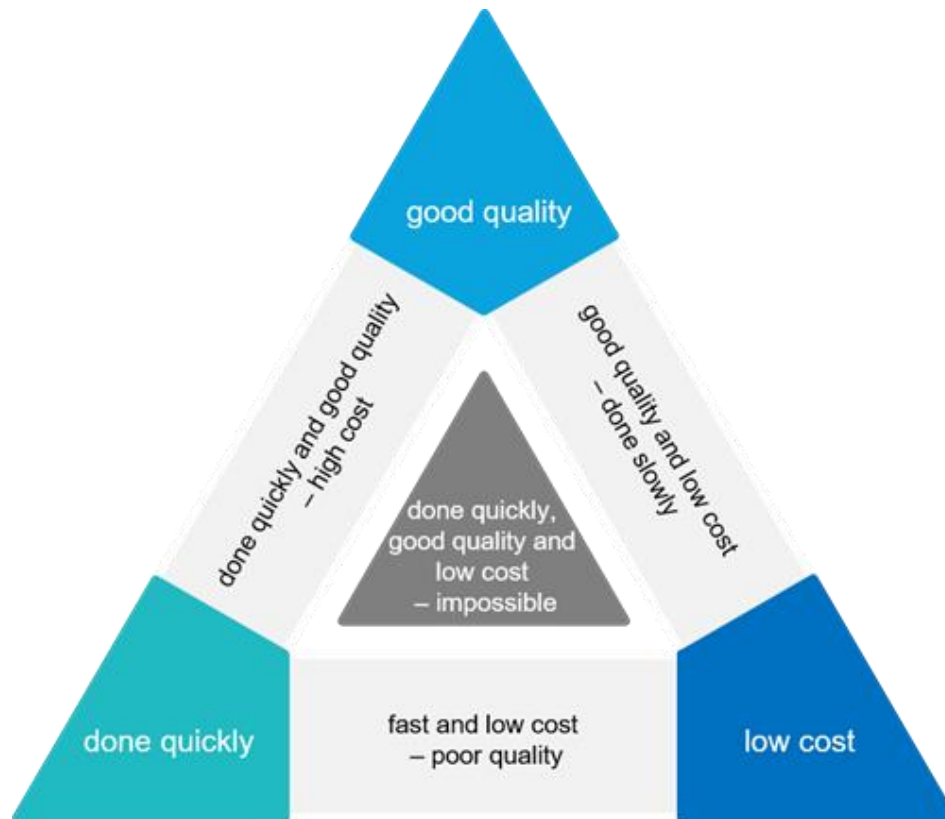 good quality
done quickly and good quality
– high cost
good quality and low cost
– done slowly
done quickly,
good quality and
low cost
– impossible
done quickly
fast and low cost
– poor quality
low cost